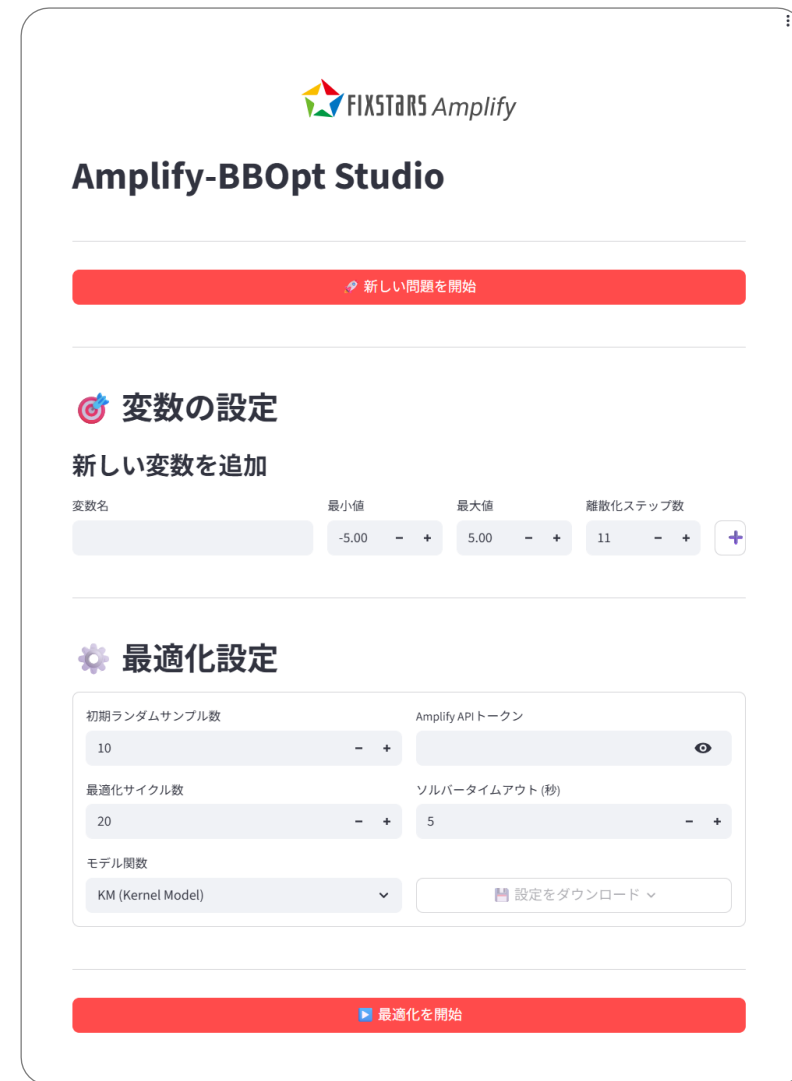 FIXSTARS Amplify
Amplify-BBOpt Studio
新しい問題を開始
変数の設定
新しい変数を追加
変数名 最小値 最大値 離散化ステップ数
-5.00 − + 5.00 − + 11 − + +
最適化設定
初期ランダムサンプル数 Amplify APIトークン
10 − +
最適化サイクル数 ソルバータイムアウト (秒)
20 − + 5 − +
モデル関数
KM (Kernel Model) 設定をダウンロード
最適化を開始